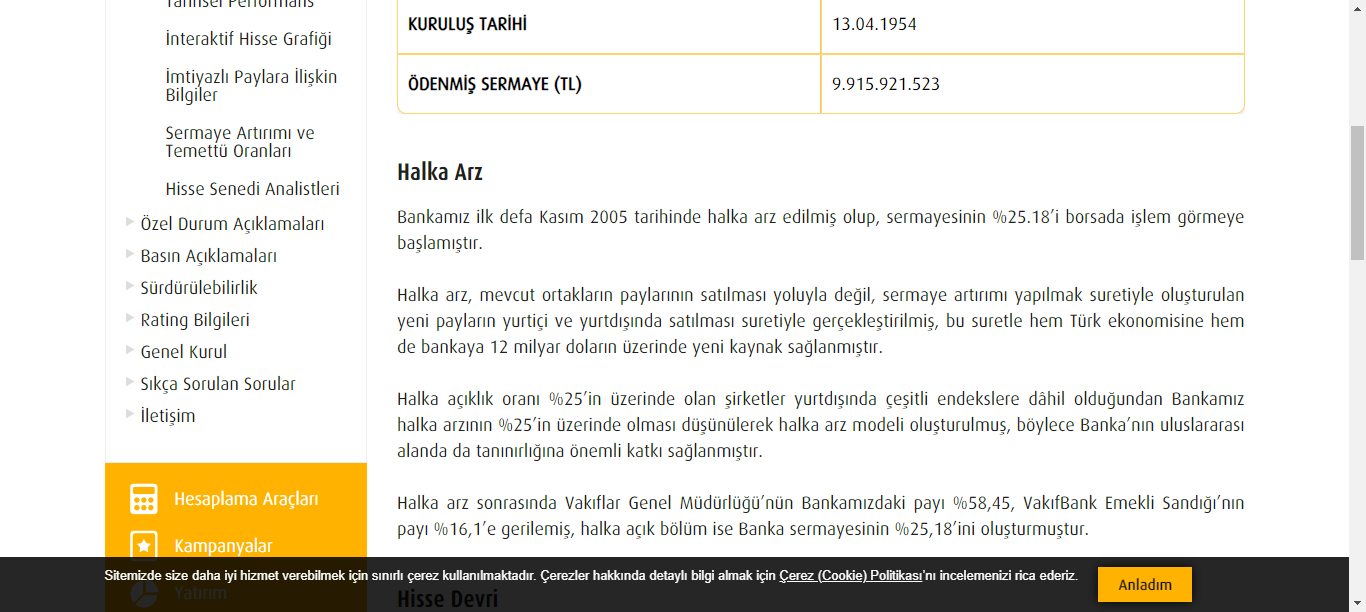 Tarihsel Performans
İnteraktif Hisse Grafiği
İmtiyazlı Paylara İlişkin
Bilgiler
Sermaye Artırımı ve
Temettü Oranları
Hisse Senedi Analistleri
Özel Durum Açıklamaları
Basın Açıklamaları
Sürdürülebilirlik
Rating Bilgileri
Genel Kurul
Sıkça Sorulan Sorular
İletişim
Hesaplama Araçları
Kampanyalar
Yatırım
KURULUŞ TARİHİ 13.04.1954
ÖDENMİŞ SERMAYE (TL) 9.915.921.523
Halka Arz
Bankamız ilk defa Kasım 2005 tarihinde halka arz edilmiş olup, sermayesinin %25.18’i borsada işlem görmeye
başlamıştır.
Halka arz, mevcut ortakların paylarının satılması yoluyla değil, sermaye artırımı yapılmak suretiyle oluşturulan
yeni payların yurtiçi ve yurtdışında satılması suretiyle gerçekleştirilmiş, bu suretle hem Türk ekonomisine hem
de bankaya 12 milyar doların üzerinde yeni kaynak sağlanmıştır.
Halka açıklık oranı %25’in üzerinde olan şirketler yurtdışında çeşitli endekslere dâhil olduğundan Bankamız
halka arzının %25’in üzerinde olması düşünülerek halka arz modeli oluşturulmuş, böylece Banka’nın uluslararası
alanda da tanınırlığına önemli katkı sağlanmıştır.
Halka arz sonrasında Vakıflar Genel Müdürlüğü’nün Bankamızdaki payı %58,45, VakıfBank Emekli Sandığı’nın
payı %16,1’e gerilemiş, halka açık bölüm ise Banka sermayesinin %25,18’ini oluşturmuştur.
Hisse Devri
Sitemizde size daha iyi hizmet verebilmek için sınırlı çerez kullanılmaktadır. Çerezler hakkında detaylı bilgi almak için Çerez (Cookie) Politikası'nı incelemenizi rica ederiz.
Anladım